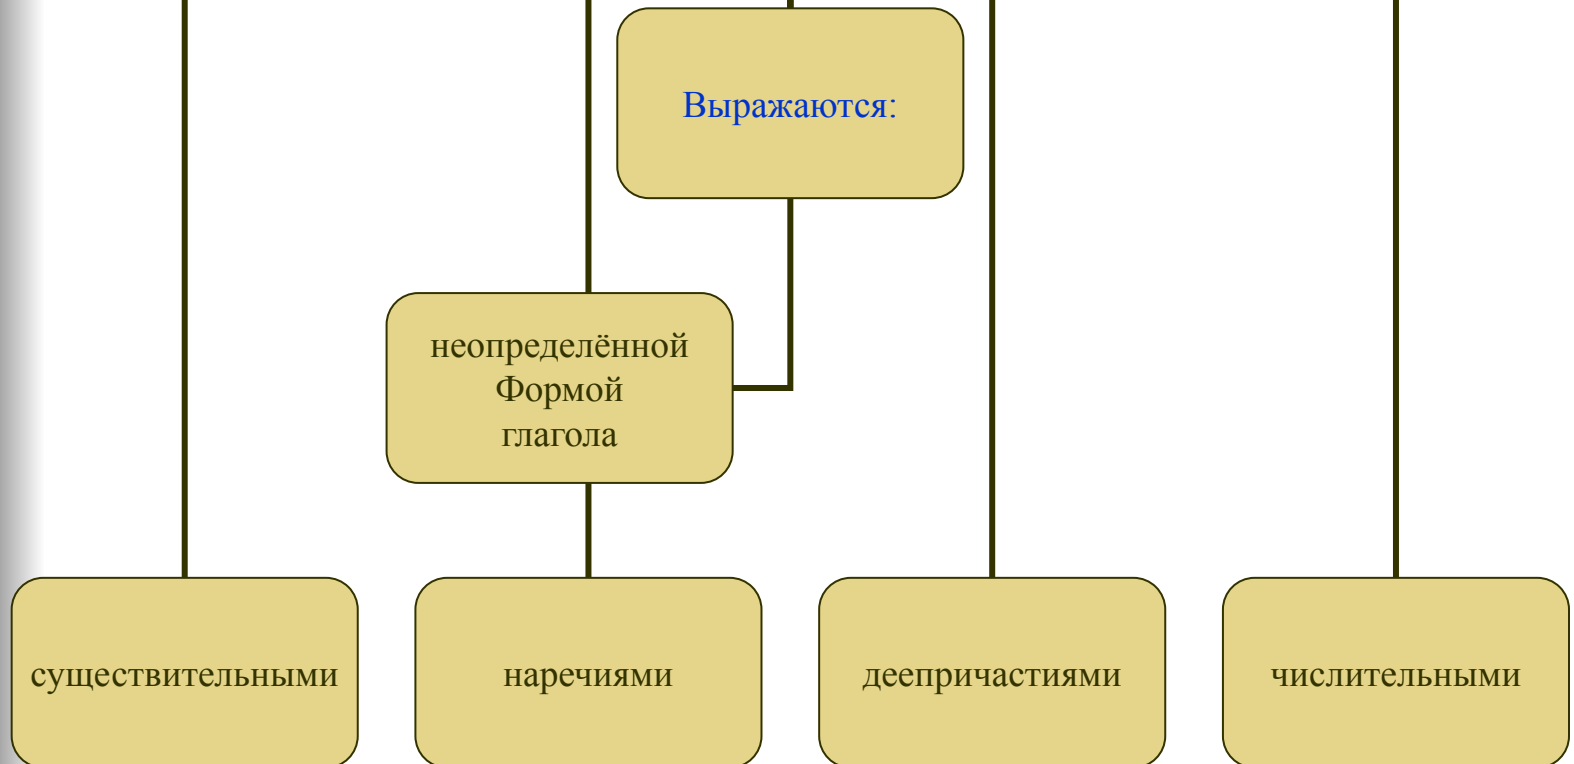 Выражаются:
неопределённой
Формой
глагола
существительными
наречиями
деепричастиями
числительными